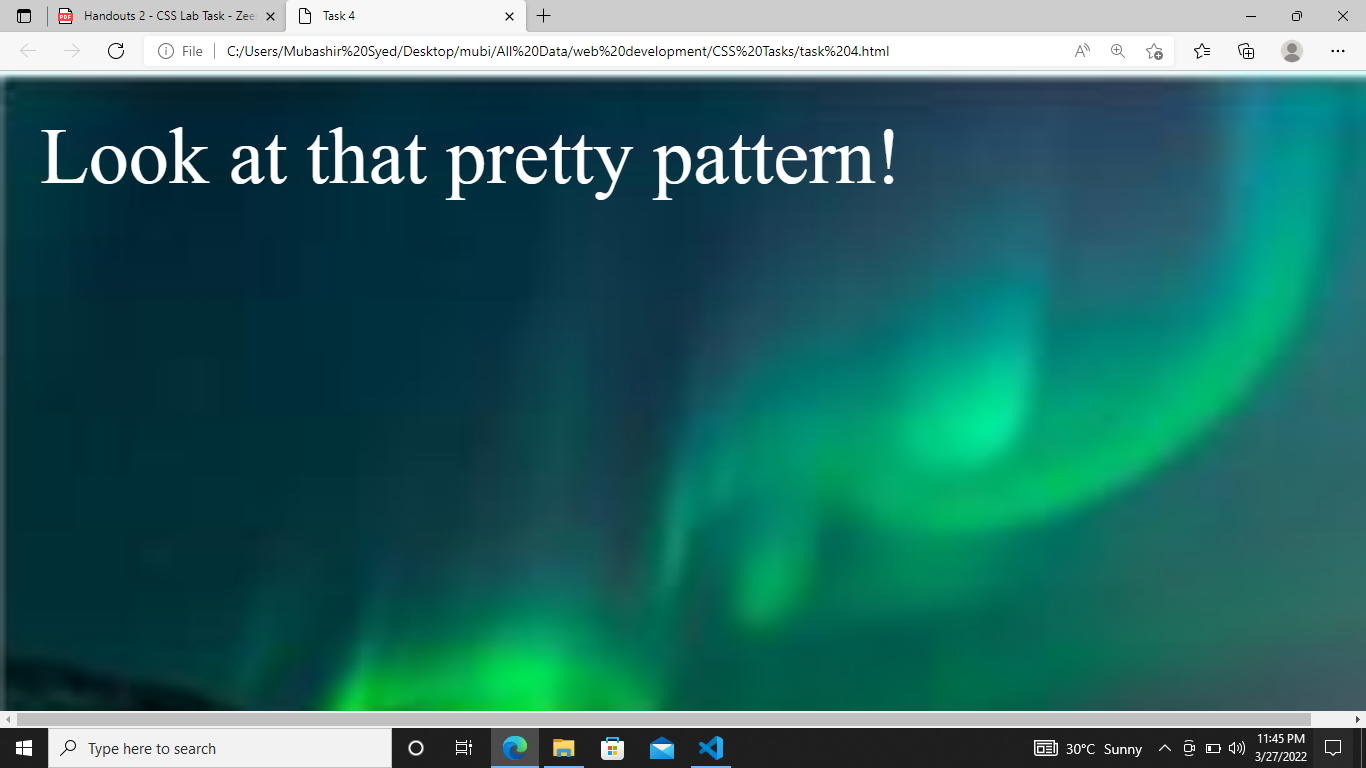 Handouts 2 - CSS Lab Task - Zee
Task 4
File
C:/Users/Mubashir%20Syed/Desktop/mubi/All%20Data/web%20development/CSS%20Tasks/task%204.html
Look at that pretty pattern!
Type here to search
30°C Sunny
11:45 PM
3/27/2022